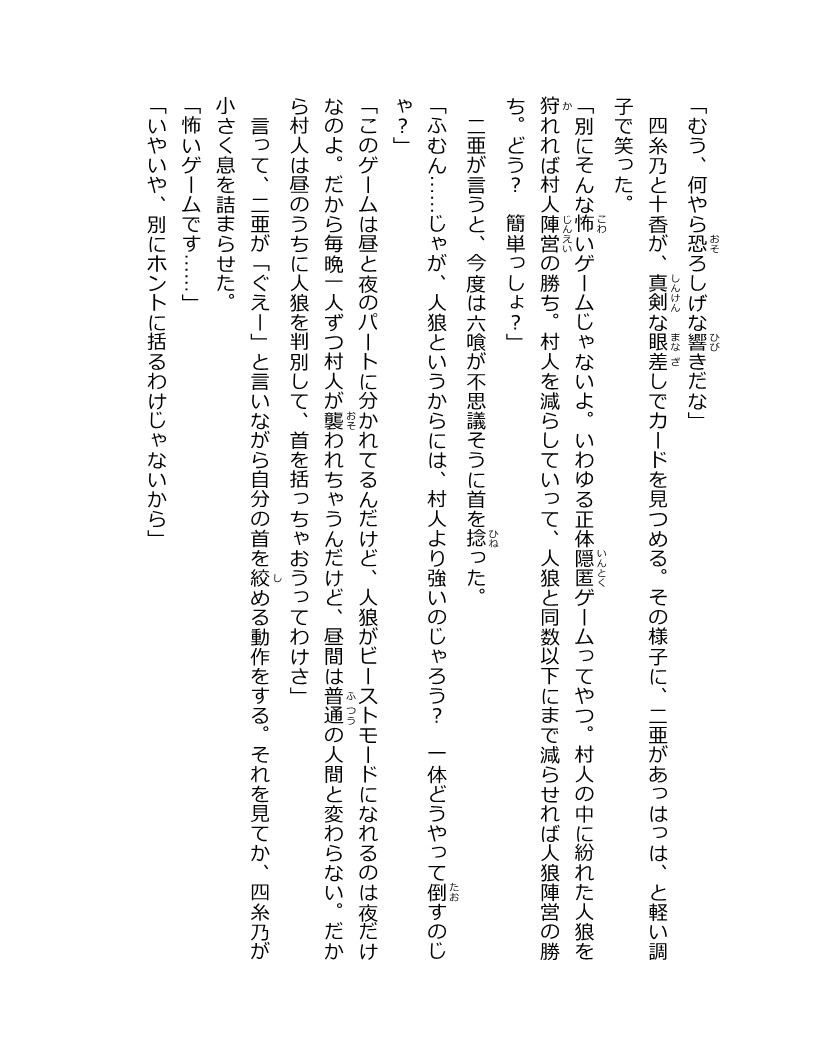 「むう、何やら恐ろしげな響きだな」
　四糸乃と十香が、真剣な眼差しでカードを見つめる。その様子に、二亜があっはっは、と軽い調
子で笑った。
「別にそんな怖いゲームじゃないよ。いわゆる正体隠匿ゲームってやつ。村人の中に紛れた人狼を
狩れれば村人陣営の勝ち。村人を減らしていって、人狼と同数以下にまで減らせれば人狼陣営の勝
ち。どう？　簡単っしょ？」
　二亜が言うと、今度は六喰が不思議そうに首を捻った。
「ふむん……じゃが、人狼というからには、村人より強いのじゃろう？　一体どうやって倒すのじ
ゃ？」
「このゲームは昼と夜のパートに分かれてるんだけど、人狼がビーストモードになれるのは夜だけ
なのよ。だから毎晩一人ずつ村人が襲われちゃうんだけど、昼間は普通の人間と変わらない。だか
ら村人は昼のうちに人狼を判別して、首を括っちゃおうってわけさ」
　言って、二亜が「ぐえー」と言いながら自分の首を絞める動作をする。それを見てか、四糸乃が
小さく息を詰まらせた。
「怖いゲームです……」
「いやいや、別にホントに括るわけじゃないから」